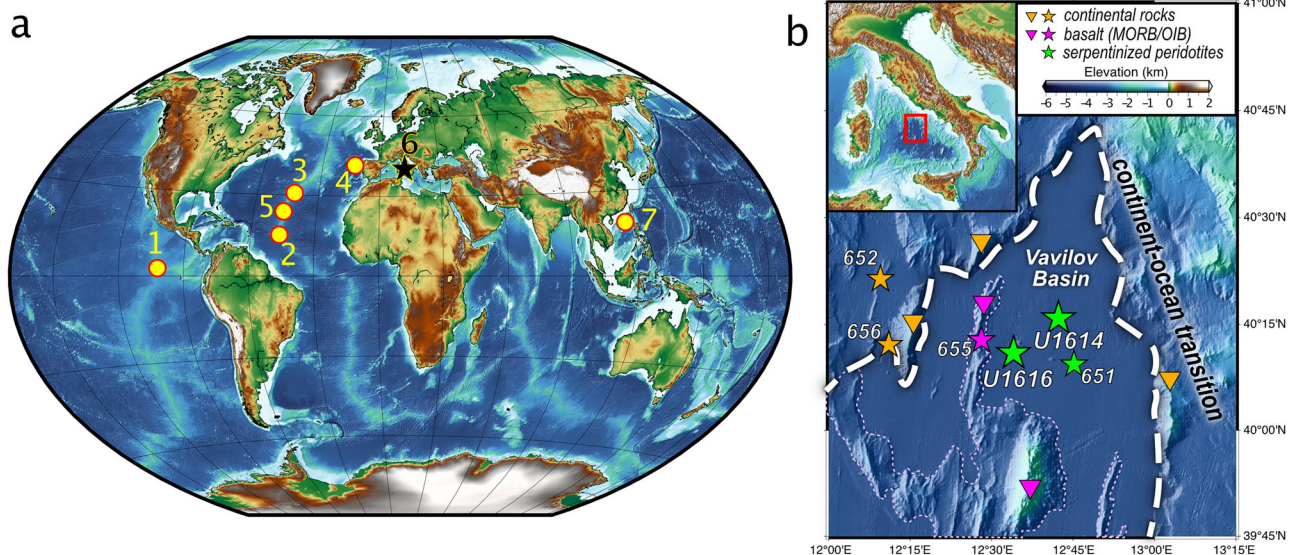 a
1
2
3
4
5
6
7
b
continental rocks
basalt (MORB/OIB)
serpentinized peridotites
Elevation (km)
-6 -5 -4 -3 -2 -1 0 1 2
41°00'N
40°45'N
40°30'N
40°15'N
40°00'N
39°45'N
continent-ocean transition
Vavilov
Basin
652
656
655
U1614
U1616
651
12°00'E 12°15'E 12°30'E 12°45'E 13°00'E 13°15'E